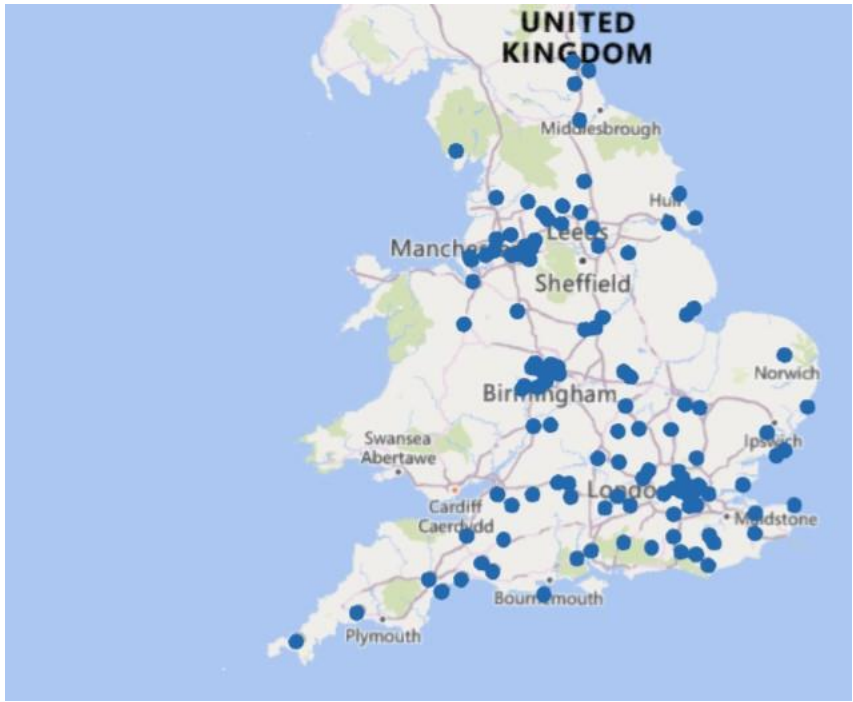 UNITED
KINGDOM
Middlesbrough
Hull
Leeds
Manchester
Sheffield
Norwich
Birmingham
Swansea
Abertawe
Ipswich
London
Cardiff
Caerdydd
Maidstone
Bournemouth
Plymouth